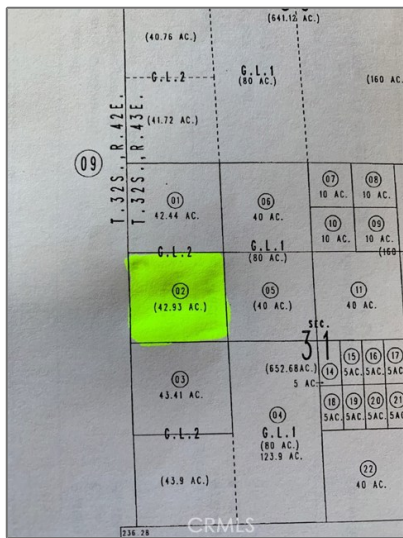 (641.12 AC.)
(40.76 AC.)
G.L.2
G.L.1
(80 AC.)
(160 AC.
(41.72 AC.)
T.32S.,R.42E.
T.32S.,R.43E.
09
01
42.44 AC.
06
40 AC.
07
10 AC.
08
10 AC.
10
10 AC.
09
10 AC.
G.L.2
G.L.1
(80 AC.)
(160
02
(42.93 AC.)
05
(40 AC.)
11
40 AC.
SEC.
31
(652.68AC.)
5 AC.
14
15
5AC.
16
5AC.
17
5AC.
18
5AC.
19
5AC.
20
5AC.
21
5AC.
03
43.41 AC.
04
G.L.1
(80 AC.)
123.9 AC.
G.L.2
(43.9 AC.)
22
40 AC.
236.28
CRMLS